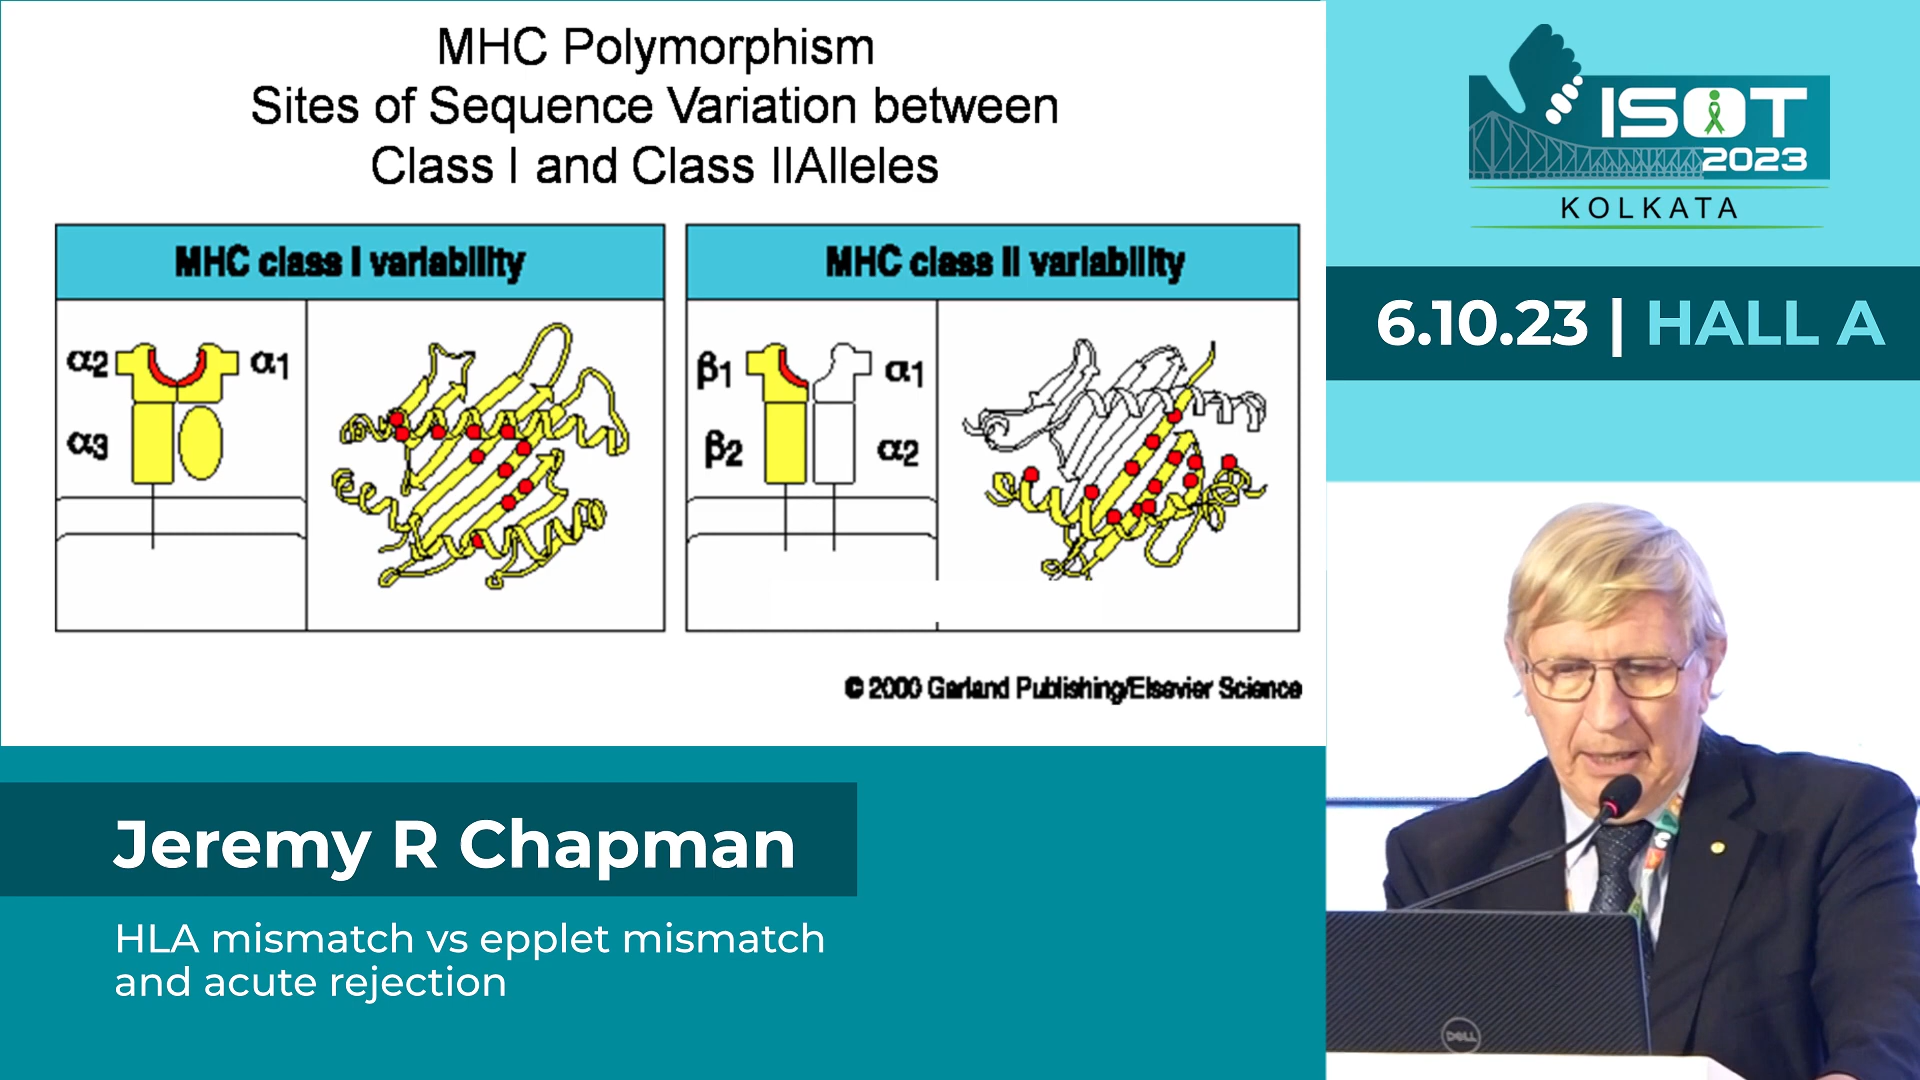 MHC Polymorphism
Sites of Sequence Variation between
Class I and Class IIAlleles
MHC class I variability
MHC class II variability
α2
α1
α3
β1
α1
β2
α2
© 2000 Garland Publishing/Elsevier Science
ISOT
2023
KOLKATA
6.10.23 | HALL A
Jeremy R Chapman
HLA mismatch vs epplet mismatch
and acute rejection
DELL